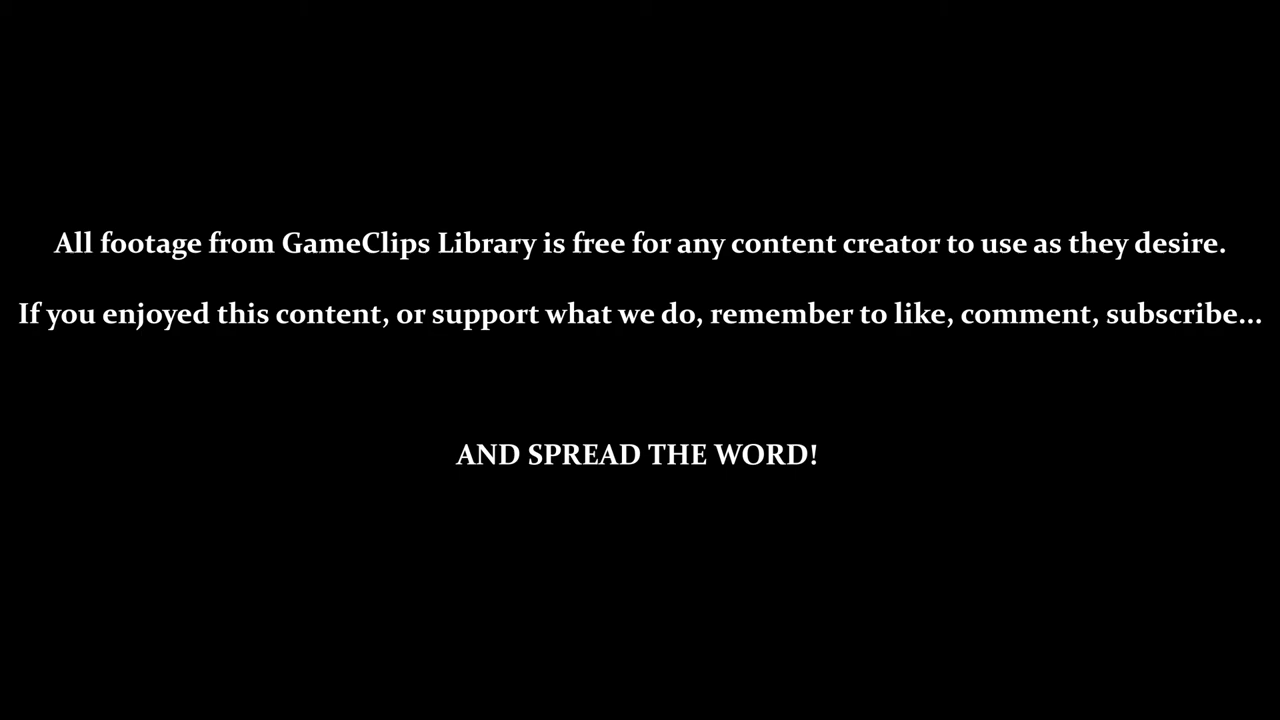 All footage from GameClips Library is free for any content creator to use as they desire.
If you enjoyed this content, or support what we do, remember to like, comment, subscribe...
AND SPREAD THE WORD!